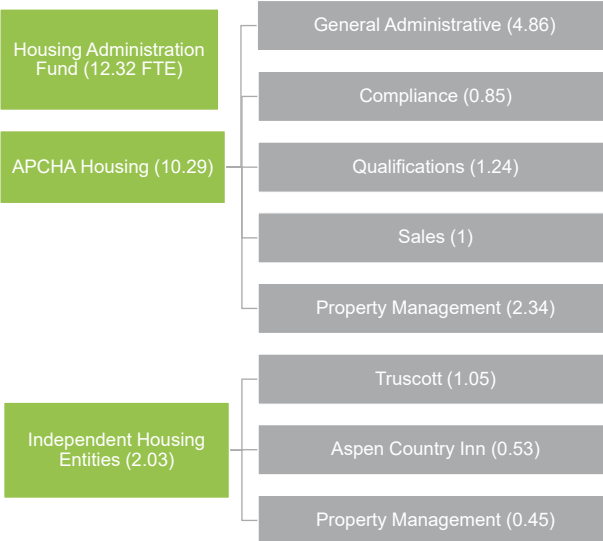 Housing Administration
Fund (12.32 FTE)
APCHA Housing (10.29)
General Administrative (4.86)
Compliance (0.85)
Qualifications (1.24)
Sales (1)
Property Management (2.34)
Independent Housing
Entities (2.03)
Truscott (1.05)
Aspen Country Inn (0.53)
Property Management (0.45)